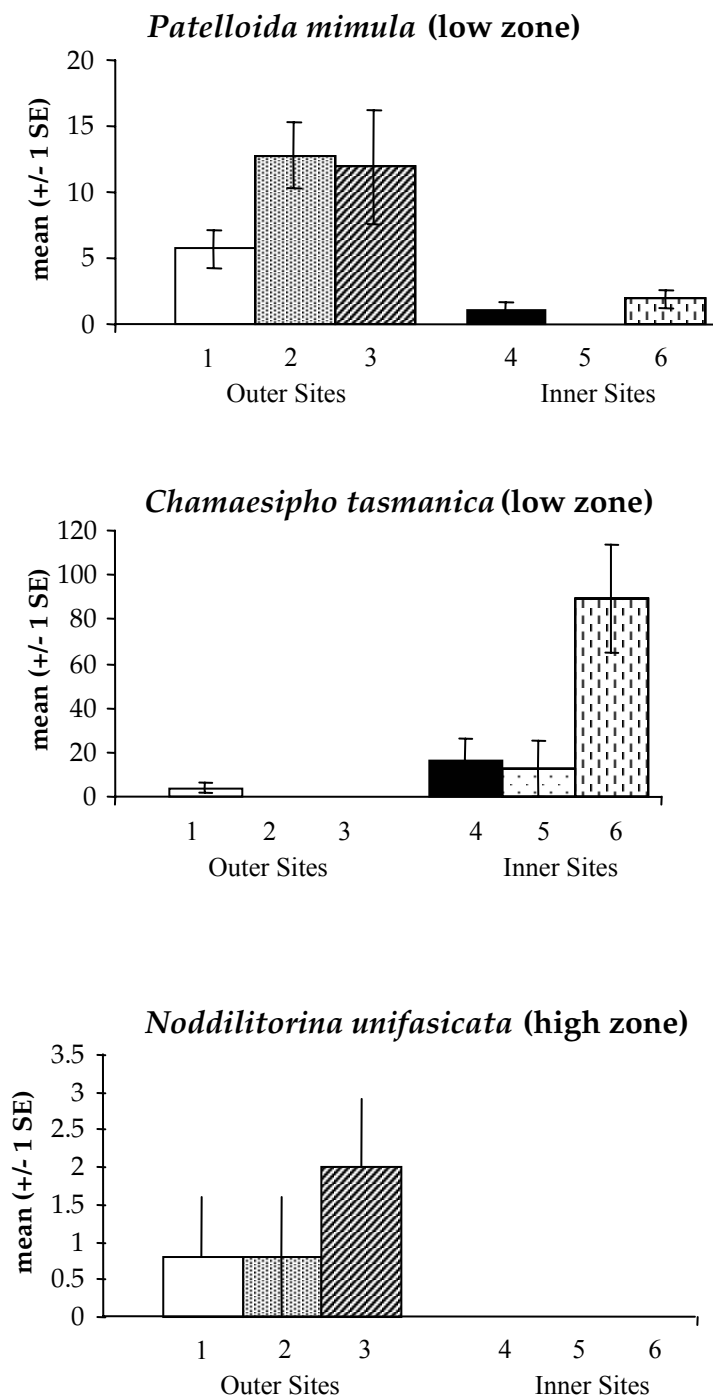 Patelloida mimula (low zone)
mean (+/- 1 SE)
20
15
10
5
0
1 2 3 4 5 6
Outer Sites Inner Sites
Chamaesipho tasmanica (low zone)
mean (+/- 1 SE)
120
100
80
60
40
20
0
1 2 3 4 5 6
Outer Sites Inner Sites
Noddilitorina unifasicata (high zone)
mean (+/- 1 SE)
3.5
3
2.5
2
1.5
1
0.5
0
1 2 3 4 5 6
Outer Sites Inner Sites